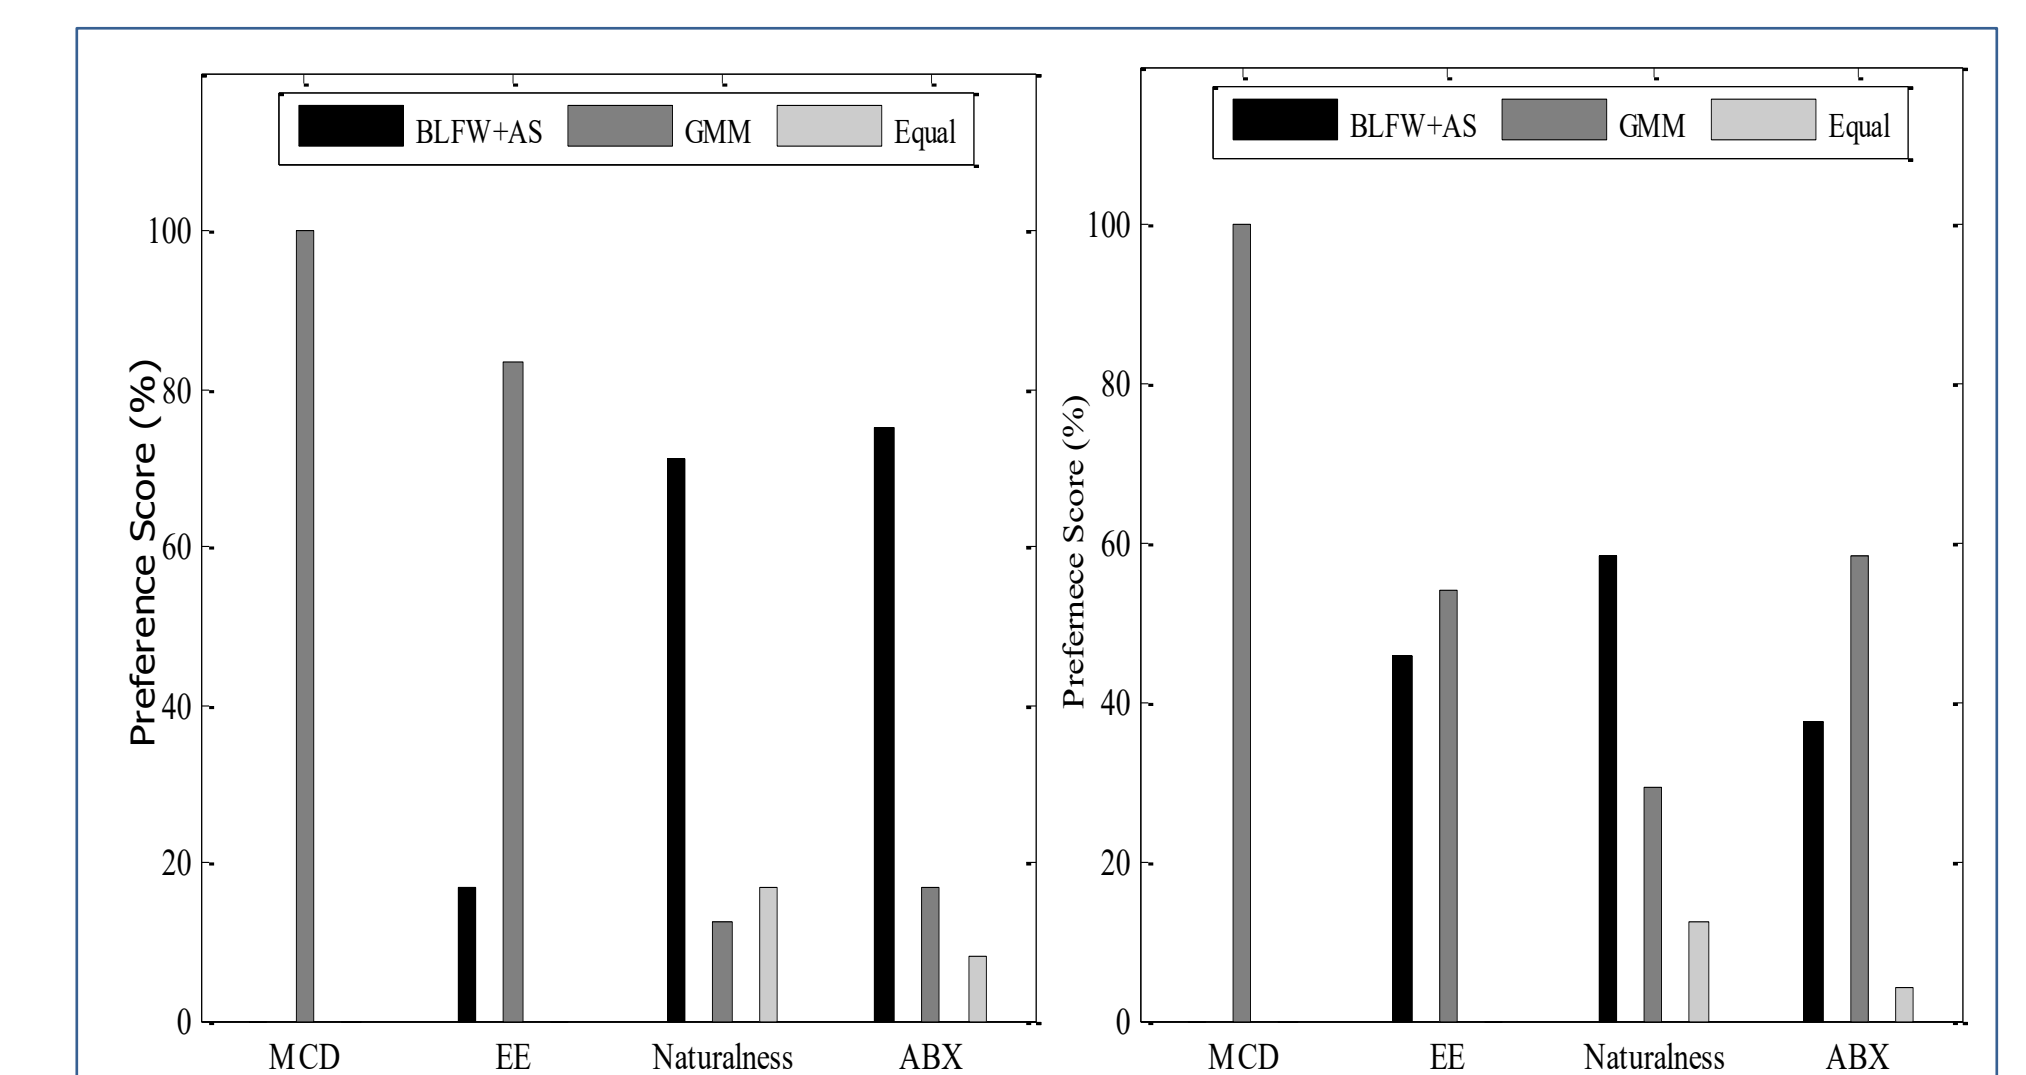 BLFW+AS GMM Equal
100
80
60
40
20
0
Preference Score (%)
MCD EE Naturalness ABX
BLFW+AS GMM Equal
100
80
60
40
20
0
Prefernece Score (%)
MCD EE Naturalness ABX